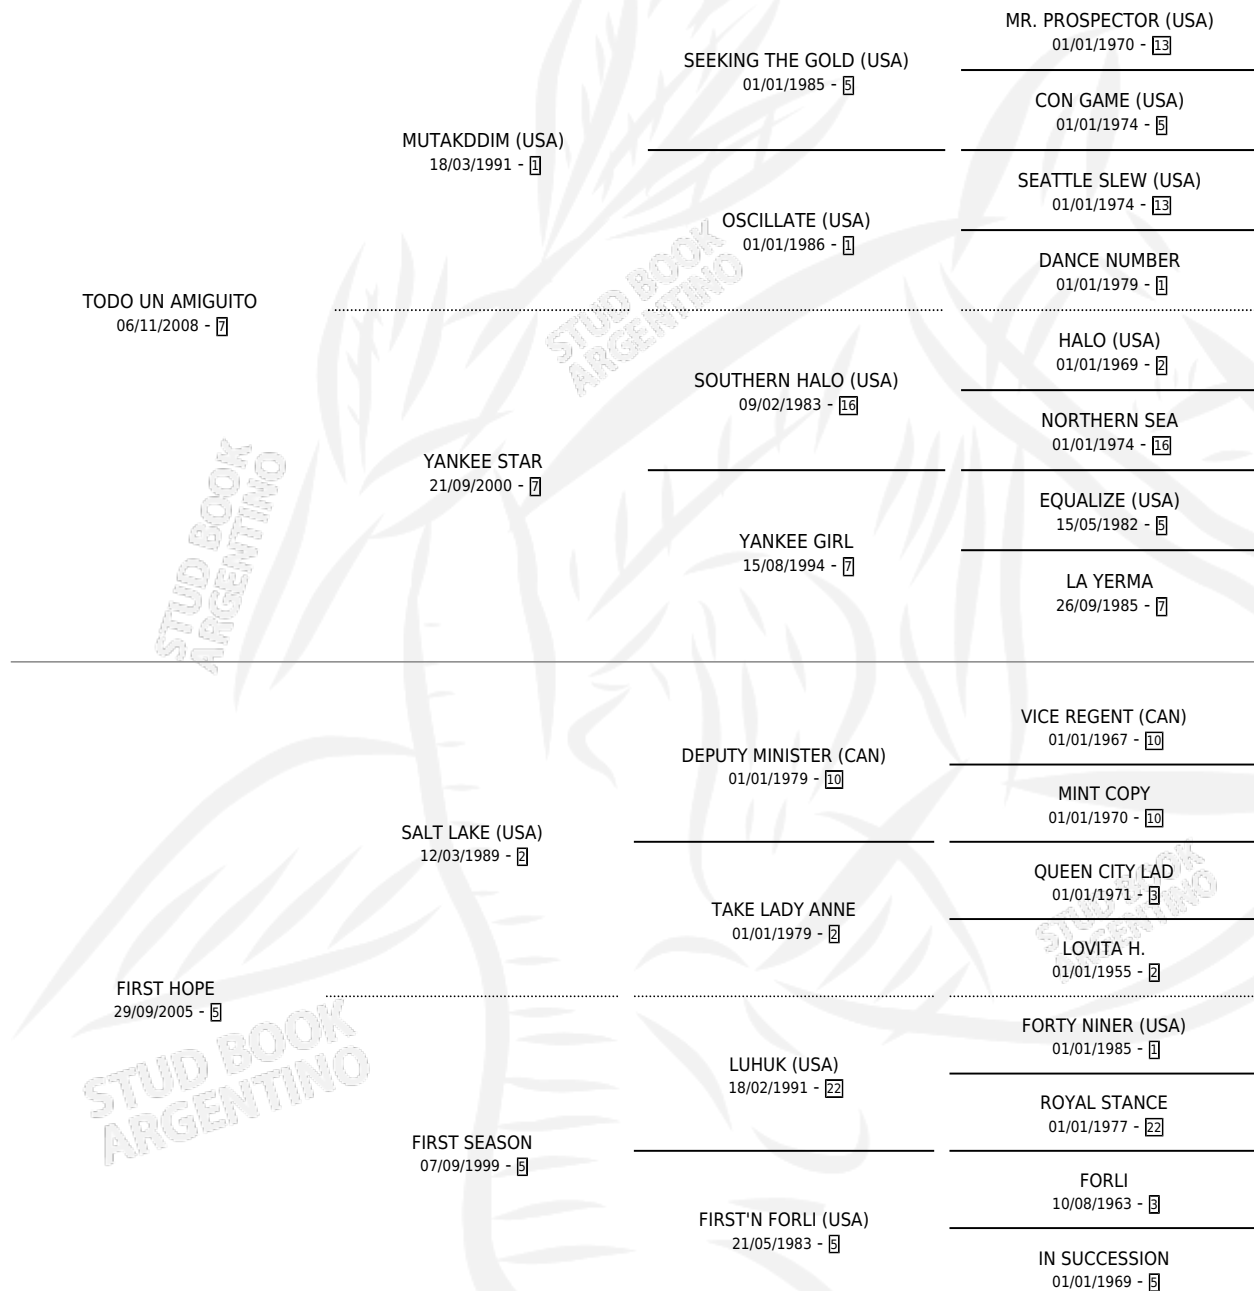 MR. PROSPECTOR (USA)
01/01/1970 - 13
SEEKING THE GOLD (USA)
01/01/1985 - 5
CON GAME (USA)
01/01/1974 - 5
MUTAKDDIM (USA)
18/03/1991 - 1
SEATTLE SLEW (USA)
01/01/1974 - 13
OSCILLATE (USA)
01/01/1986 - 1
DANCE NUMBER
01/01/1979 - 1
TODO UN AMIGUITO
06/11/2008 - 7
HALO (USA)
01/01/1969 - 2
SOUTHERN HALO (USA)
09/02/1983 - 16
NORTHERN SEA
01/01/1974 - 16
YANKEE STAR
21/09/2000 - 7
EQUALIZE (USA)
15/05/1982 - 5
YANKEE GIRL
15/08/1994 - 7
LA YERMA
26/09/1985 - 7
VICE REGENT (CAN)
01/01/1967 - 10
DEPUTY MINISTER (CAN)
01/01/1979 - 10
MINT COPY
01/01/1970 - 10
SALT LAKE (USA)
12/03/1989 - 2
QUEEN CITY LAD
01/01/1971 - 3
TAKE LADY ANNE
01/01/1979 - 2
LOVITA H.
01/01/1955 - 2
FIRST HOPE
29/09/2005 - 5
FORTY NINER (USA)
01/01/1985 - 1
LUHUK (USA)
18/02/1991 - 22
ROYAL STANCE
01/01/1977 - 22
FIRST SEASON
07/09/1999 - 5
FORLI
10/08/1963 - 3
FIRST'N FORLI (USA)
21/05/1983 - 5
IN SUCCESSION
01/01/1969 - 5
STUD BOOK
ARGENTINO
STUD BOOK
ARGENTINO
STUD BOOK
ARGENTINO
STUD BOOK
ARGENTINO